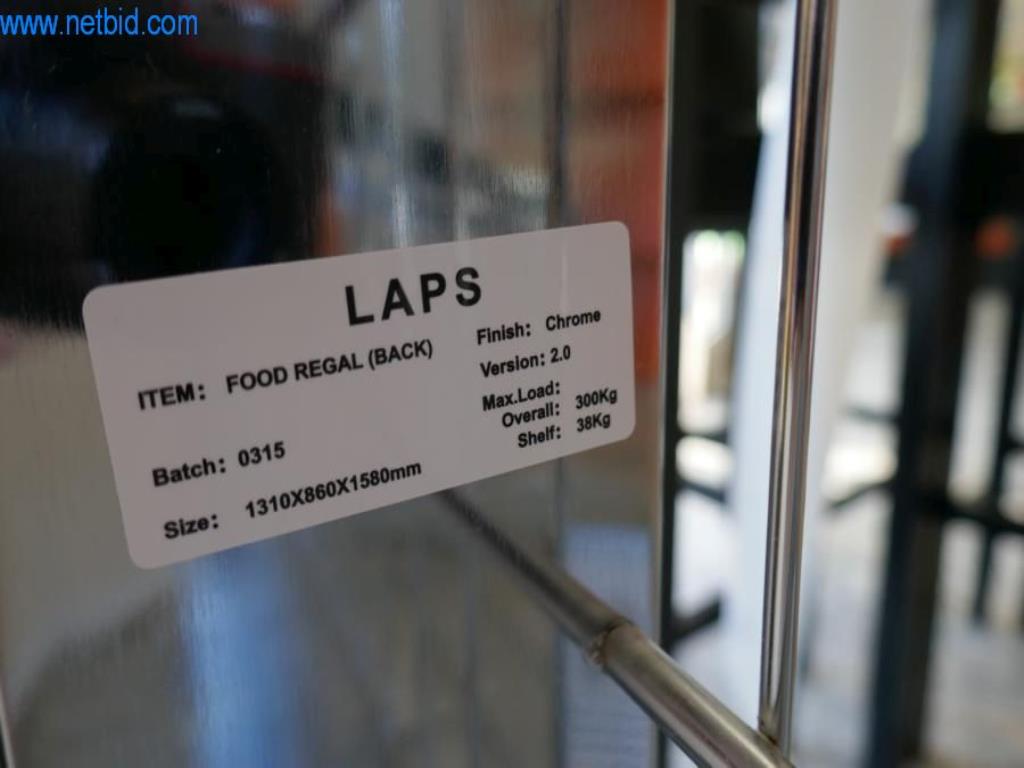 www.netbid.com
LAPS
ITEM: FOOD REGAL (BACK)
Finish: Chrome
Version: 2.0
Batch: 0315
Max.Load:
Overall: 300Kg
Shelf: 38Kg
Size: 1310X860X1580mm